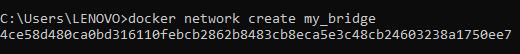 C:\Users\LENOVO>docker network create my_bridge
4ce58d480ca0bd316110febcb2862b8483cb8eca5e3c48cb24603238a1750ee7